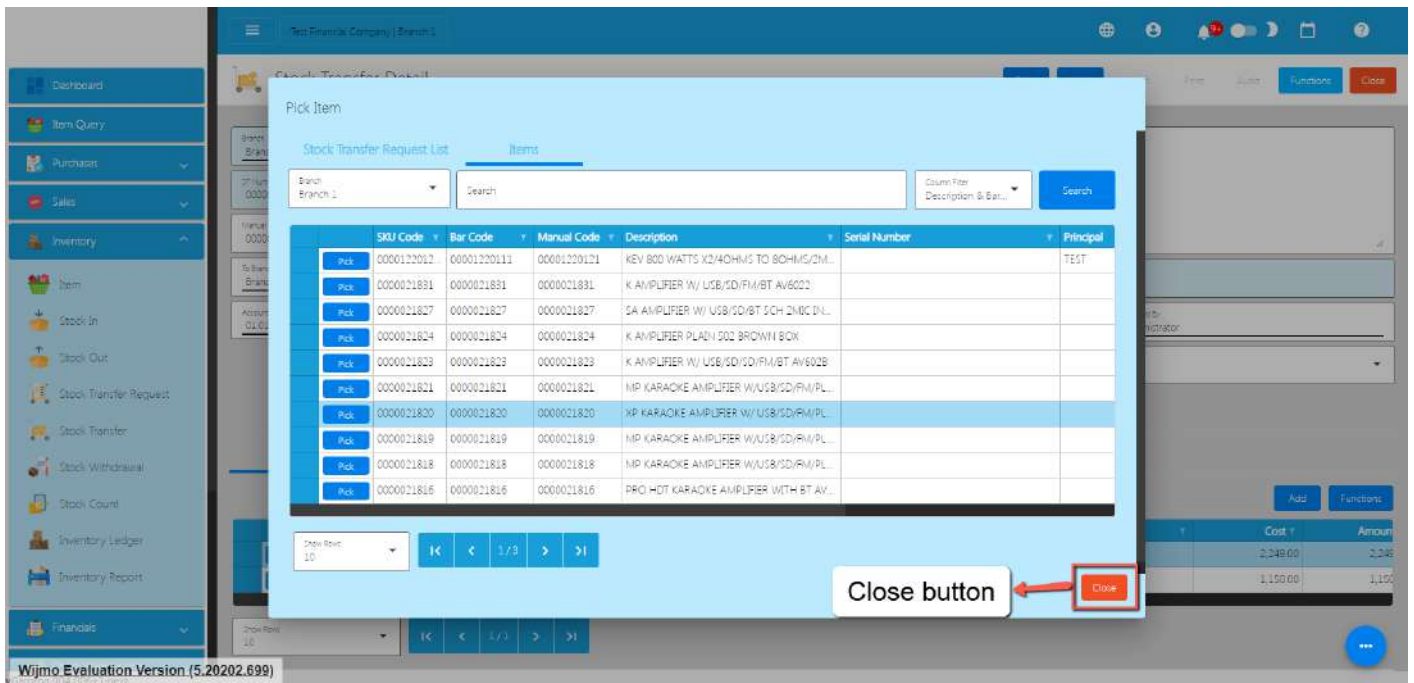 Test Financial Company | Branch 1
Dashboard
Item Query
Purchases
Sales
Inventory
Item
Stock In
Stock Out
Stock Transfer Request
Stock Transfer
Stock Withdrawal
Stock Count
Inventory Ledger
Inventory Report
Financials
Wijmo Evaluation Version (5.20202.699)
Stock Transfer Detail
Functions
Close
Pick Item
Stock Transfer Request List
Items
Branch
Branch 1
Search
Column Filter
Description & Bar...
Search
SKU Code Bar Code Manual Code Description Serial Number Principal
Pick 0000122012... 00001220111 00001220121 KEV 800 WATTS X2/4OHMS TO 8OHMS/2M... TEST
Pick 0000021831 0000021831 0000021831 K AMPLIFIER W/ USB/SD/FM/BT AV6022
Pick 0000021827 0000021827 0000021827 SA AMPLIFIER W/ USB/SD/BT 5CH 2MIC IN...
Pick 0000021824 0000021824 0000021824 K AMPLIFIER PLAIN 502 BROWN BOX
Pick 0000021823 0000021823 0000021823 K AMPLIFIER W/ USB/SD/SD/FM/BT AV602B
Pick 0000021821 0000021821 0000021821 MP KARAOKE AMPLIFIER W/USB/SD/FM/PL...
Pick 0000021820 0000021820 0000021820 XP KARAOKE AMPLIFIER W/ USB/SD/FM/PL...
Pick 0000021819 0000021819 0000021819 MP KARAOKE AMPLIFIER W/USB/SD/FM/PL...
Pick 0000021818 0000021818 0000021818 MP KARAOKE AMPLIFIER W/USB/SD/FM/PL...
Pick 0000021816 0000021816 0000021816 PRO HDT KARAOKE AMPLIFIER WITH BT AV...
Show Rows
10
1/3
Close button
Close
Add
Functions
Cost
Amoun
2,249.00
1,150.00
Show Rows
10